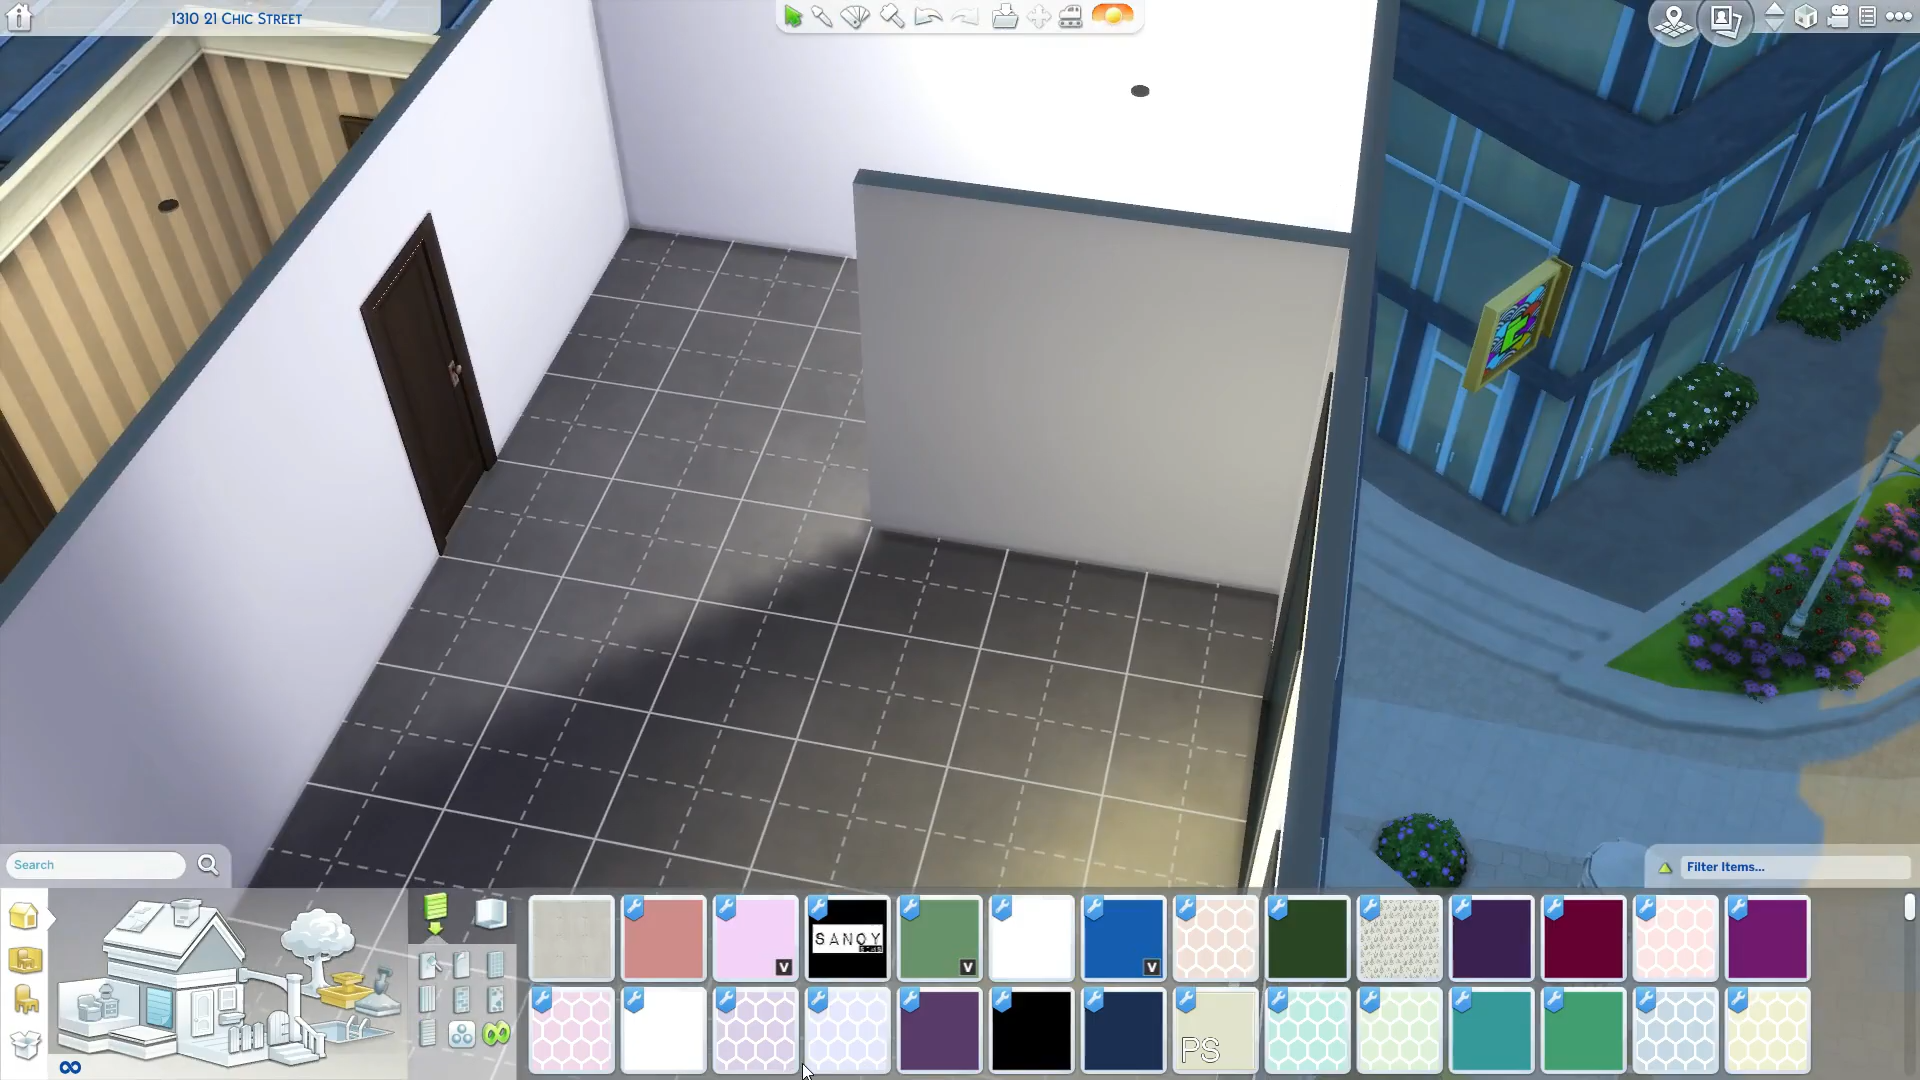 1310 21 CHIC STREET
Search
Filter Items...
SANOY
V
V
V
PS